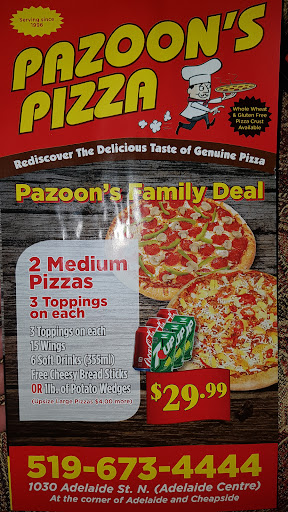 Serving since
1996
PAZOON'S
PIZZA
Whole Wheat
& Gluten Free
Pizza Crust
Available
Rediscover The Delicious Taste of Genuine Pizza
Pazoon's Family Deal
2 Medium
Pizzas
3 Toppings
on each
3 Toppings on each
15 Wings
6 Soft Drinks (355ml)
Free Cheesy Bread Sticks
OR 1lb. of Potato Wedges
(upsize Large Pizzas $4.00 more)
Coca-Cola
$29.99
519-673-4444
1030 Adelaide St. N. (Adelaide Centre)
At the corner of Adelaide and Cheapside